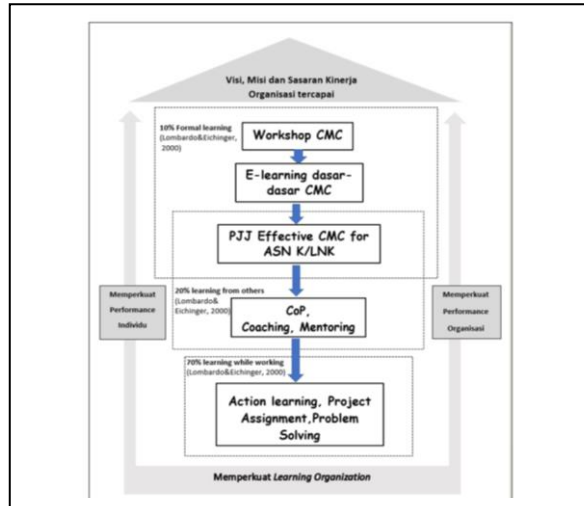 Visi, Misi dan Sasaran Kinerja
Organisasi tercapai
10% Formal learning
(Lombardo&Eichinger,
2000)
Workshop CMC
E-learning dasar-
dasar CMC
PJJ Effective CMC for
ASN K/LNK
20% learning from others
(Lombardo&
Eichinger, 2000)
CoP,
Coaching, Mentoring
Memperkuat
Performance
Individu
Memperkuat
Performance
Organisasi
70% learning while working
(Lombardo&Eichinger, 2000)
Action learning, Project
Assignment,Problem
Solving
Memperkuat Learning Organization